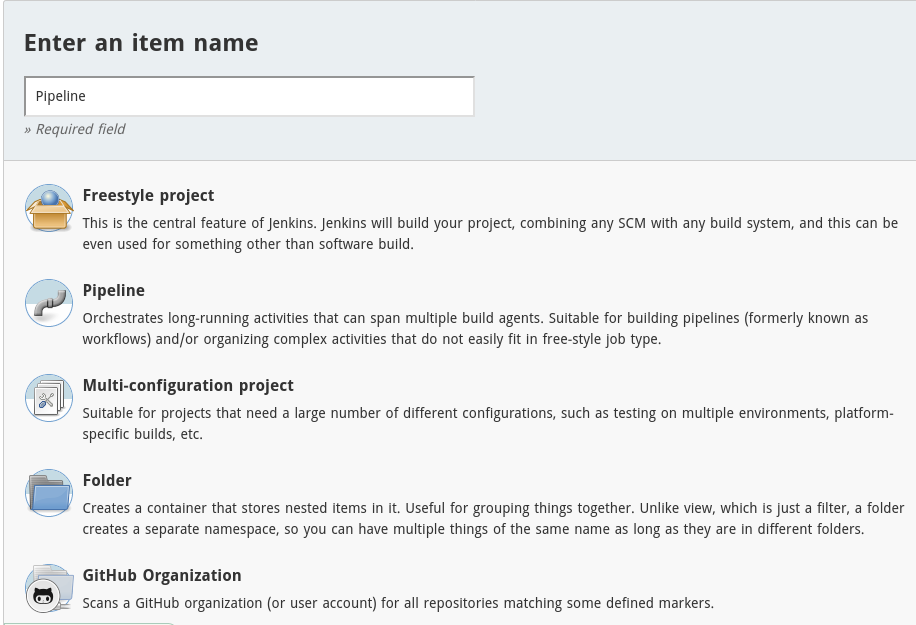 Enter an item name
Pipeline
» Required field
Freestyle project
This is the central feature of Jenkins. Jenkins will build your project, combining any SCM with any build system, and this can be
even used for something other than software build.
Pipeline
Orchestrates long-running activities that can span multiple build agents. Suitable for building pipelines (formerly known as
workflows) and/or organizing complex activities that do not easily fit in free-style job type.
Multi-configuration project
Suitable for projects that need a large number of different configurations, such as testing on multiple environments, platform-
specific builds, etc.
Folder
Creates a container that stores nested items in it. Useful for grouping things together. Unlike view, which is just a filter, a folder
creates a separate namespace, so you can have multiple things of the same name as long as they are in different folders.
GitHub Organization
Scans a GitHub organization (or user account) for all repositories matching some defined markers.